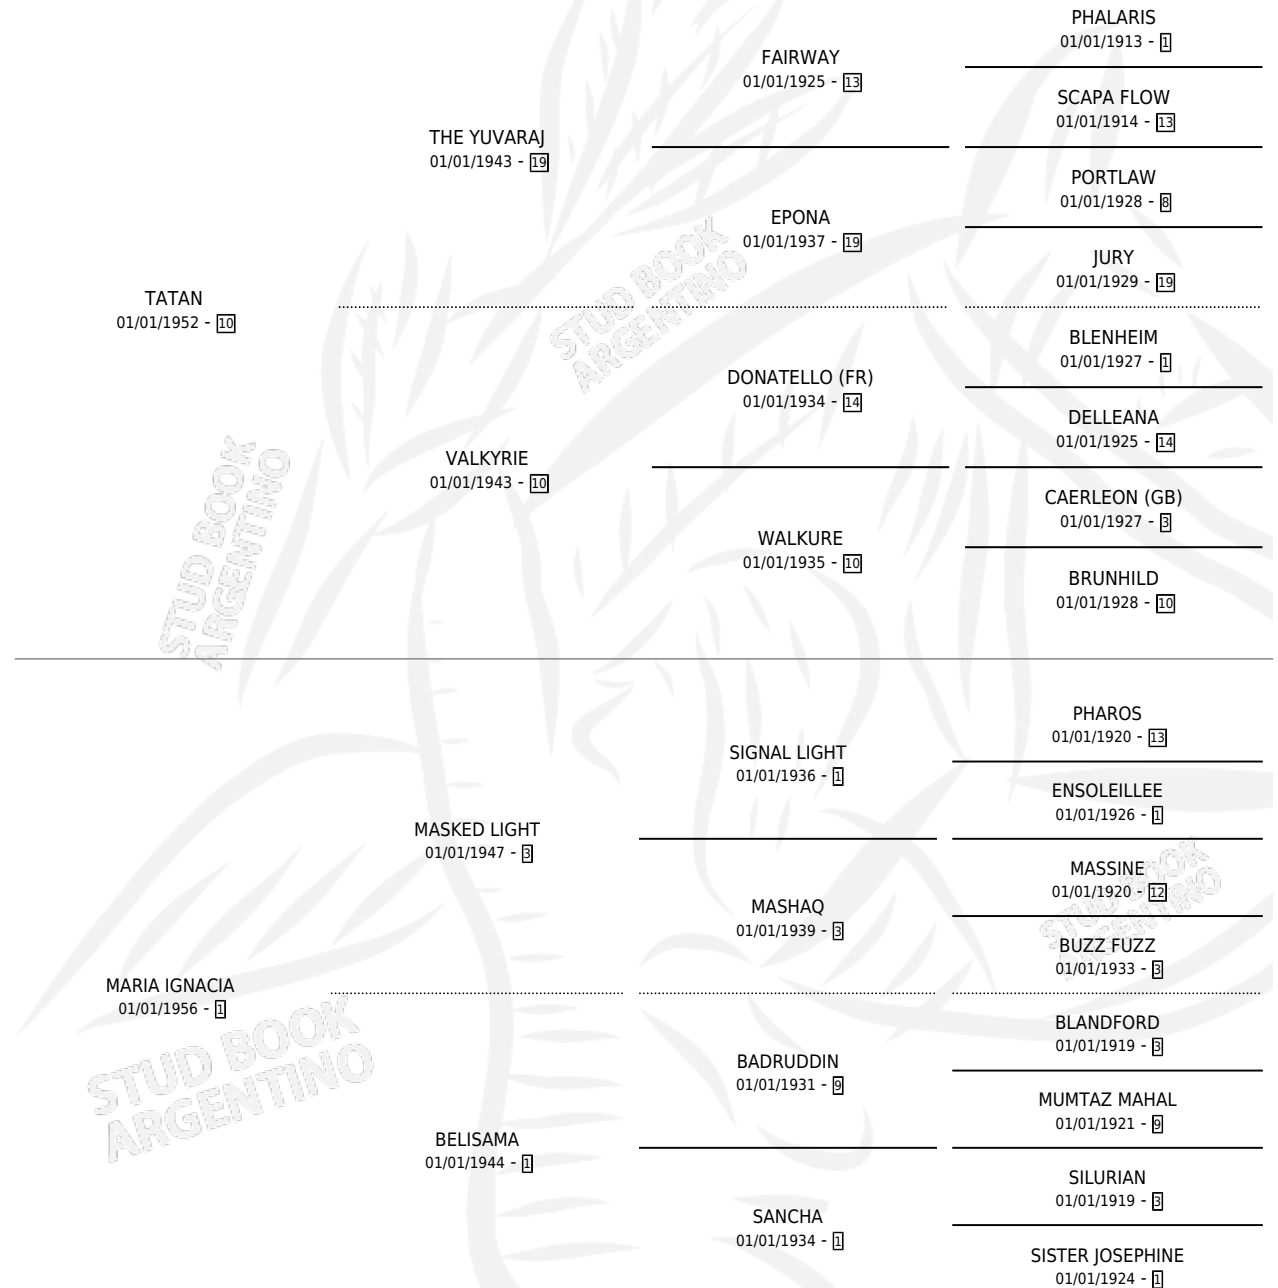 PHALARIS
01/01/1913 - 1
FAIRWAY
01/01/1925 - 13
SCAPA FLOW
01/01/1914 - 13
THE YUVARAJ
01/01/1943 - 19
PORTLAW
01/01/1928 - 8
EPONA
01/01/1937 - 19
JURY
01/01/1929 - 19
TATAN
01/01/1952 - 10
STUD BOOK
ARGENTINO
BLENHEIM
01/01/1927 - 1
DONATELLO (FR)
01/01/1934 - 14
DELLEANA
01/01/1925 - 14
VALKYRIE
01/01/1943 - 10
CAERLEON (GB)
01/01/1927 - 3
WALKURE
01/01/1935 - 10
BRUNHILD
01/01/1928 - 10
STUD BOOK
ARGENTINO
PHAROS
01/01/1920 - 13
SIGNAL LIGHT
01/01/1936 - 1
ENSOLEILLEE
01/01/1926 - 1
MASKED LIGHT
01/01/1947 - 3
MASSINE
01/01/1920 - 12
STUD BOOK
ARGENTINO
MASHAQ
01/01/1939 - 3
BUZZ FUZZ
01/01/1933 - 3
MARIA IGNACIA
01/01/1956 - 1
STUD BOOK
ARGENTINO
BLANDFORD
01/01/1919 - 3
BADRUDDIN
01/01/1931 - 9
MUMTAZ MAHAL
01/01/1921 - 9
BELISAMA
01/01/1944 - 1
SILURIAN
01/01/1919 - 3
SANCHA
01/01/1934 - 1
SISTER JOSEPHINE
01/01/1924 - 1